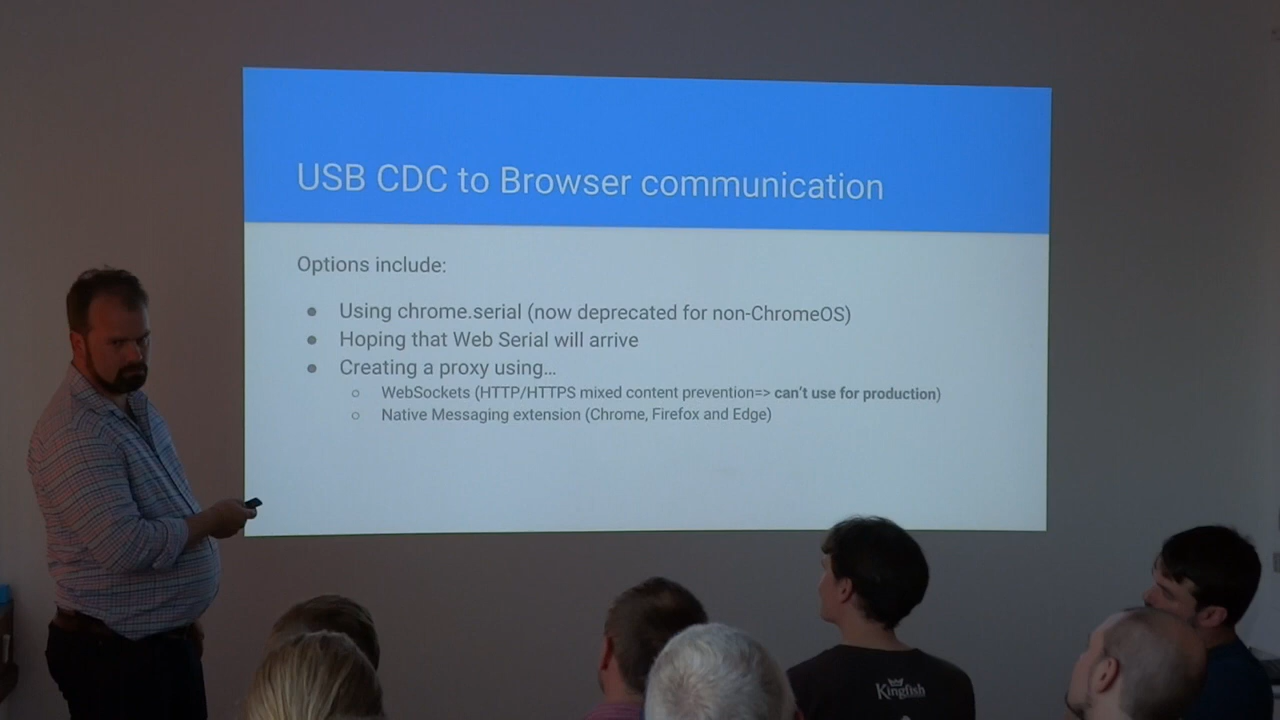 USB CDC to Browser communication
Options include:
● Using chrome.serial (now deprecated for non-ChromeOS)
● Hoping that Web Serial will arrive
● Creating a proxy using…
○ WebSockets (HTTP/HTTPS mixed content prevention=> can't use for production)
○ Native Messaging extension (Chrome, Firefox and Edge)
Kingfish